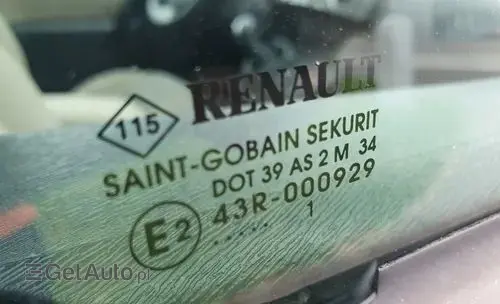 RENAULT
115
SAINT-GOBAIN SEKURIT
DOT 39 AS 2 M 34
E2 43R-000929
..... 1
GetAuto.pl